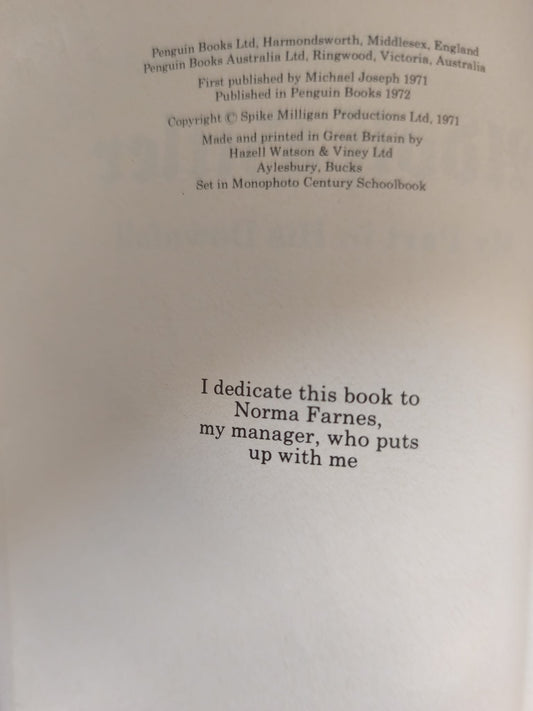 Penguin Books Ltd, Harmondsworth, Middlesex, England
Penguin Books Australia Ltd, Ringwood, Victoria, Australia
First published by Michael Joseph 1971
Published in Penguin Books 1972
Copyright © Spike Milligan Productions Ltd, 1971
Made and printed in Great Britain by
Hazell Watson & Viney Ltd
Aylesbury, Bucks
Set in Monophoto Century Schoolbook
I dedicate this book to
Norma Farnes,
my manager, who puts
up with me